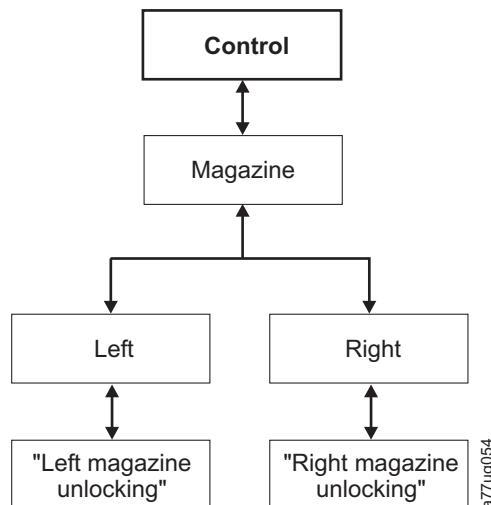 Control
Magazine
Left
Right
"Left magazine
unlocking"
"Right magazine
unlocking"
a77ug054